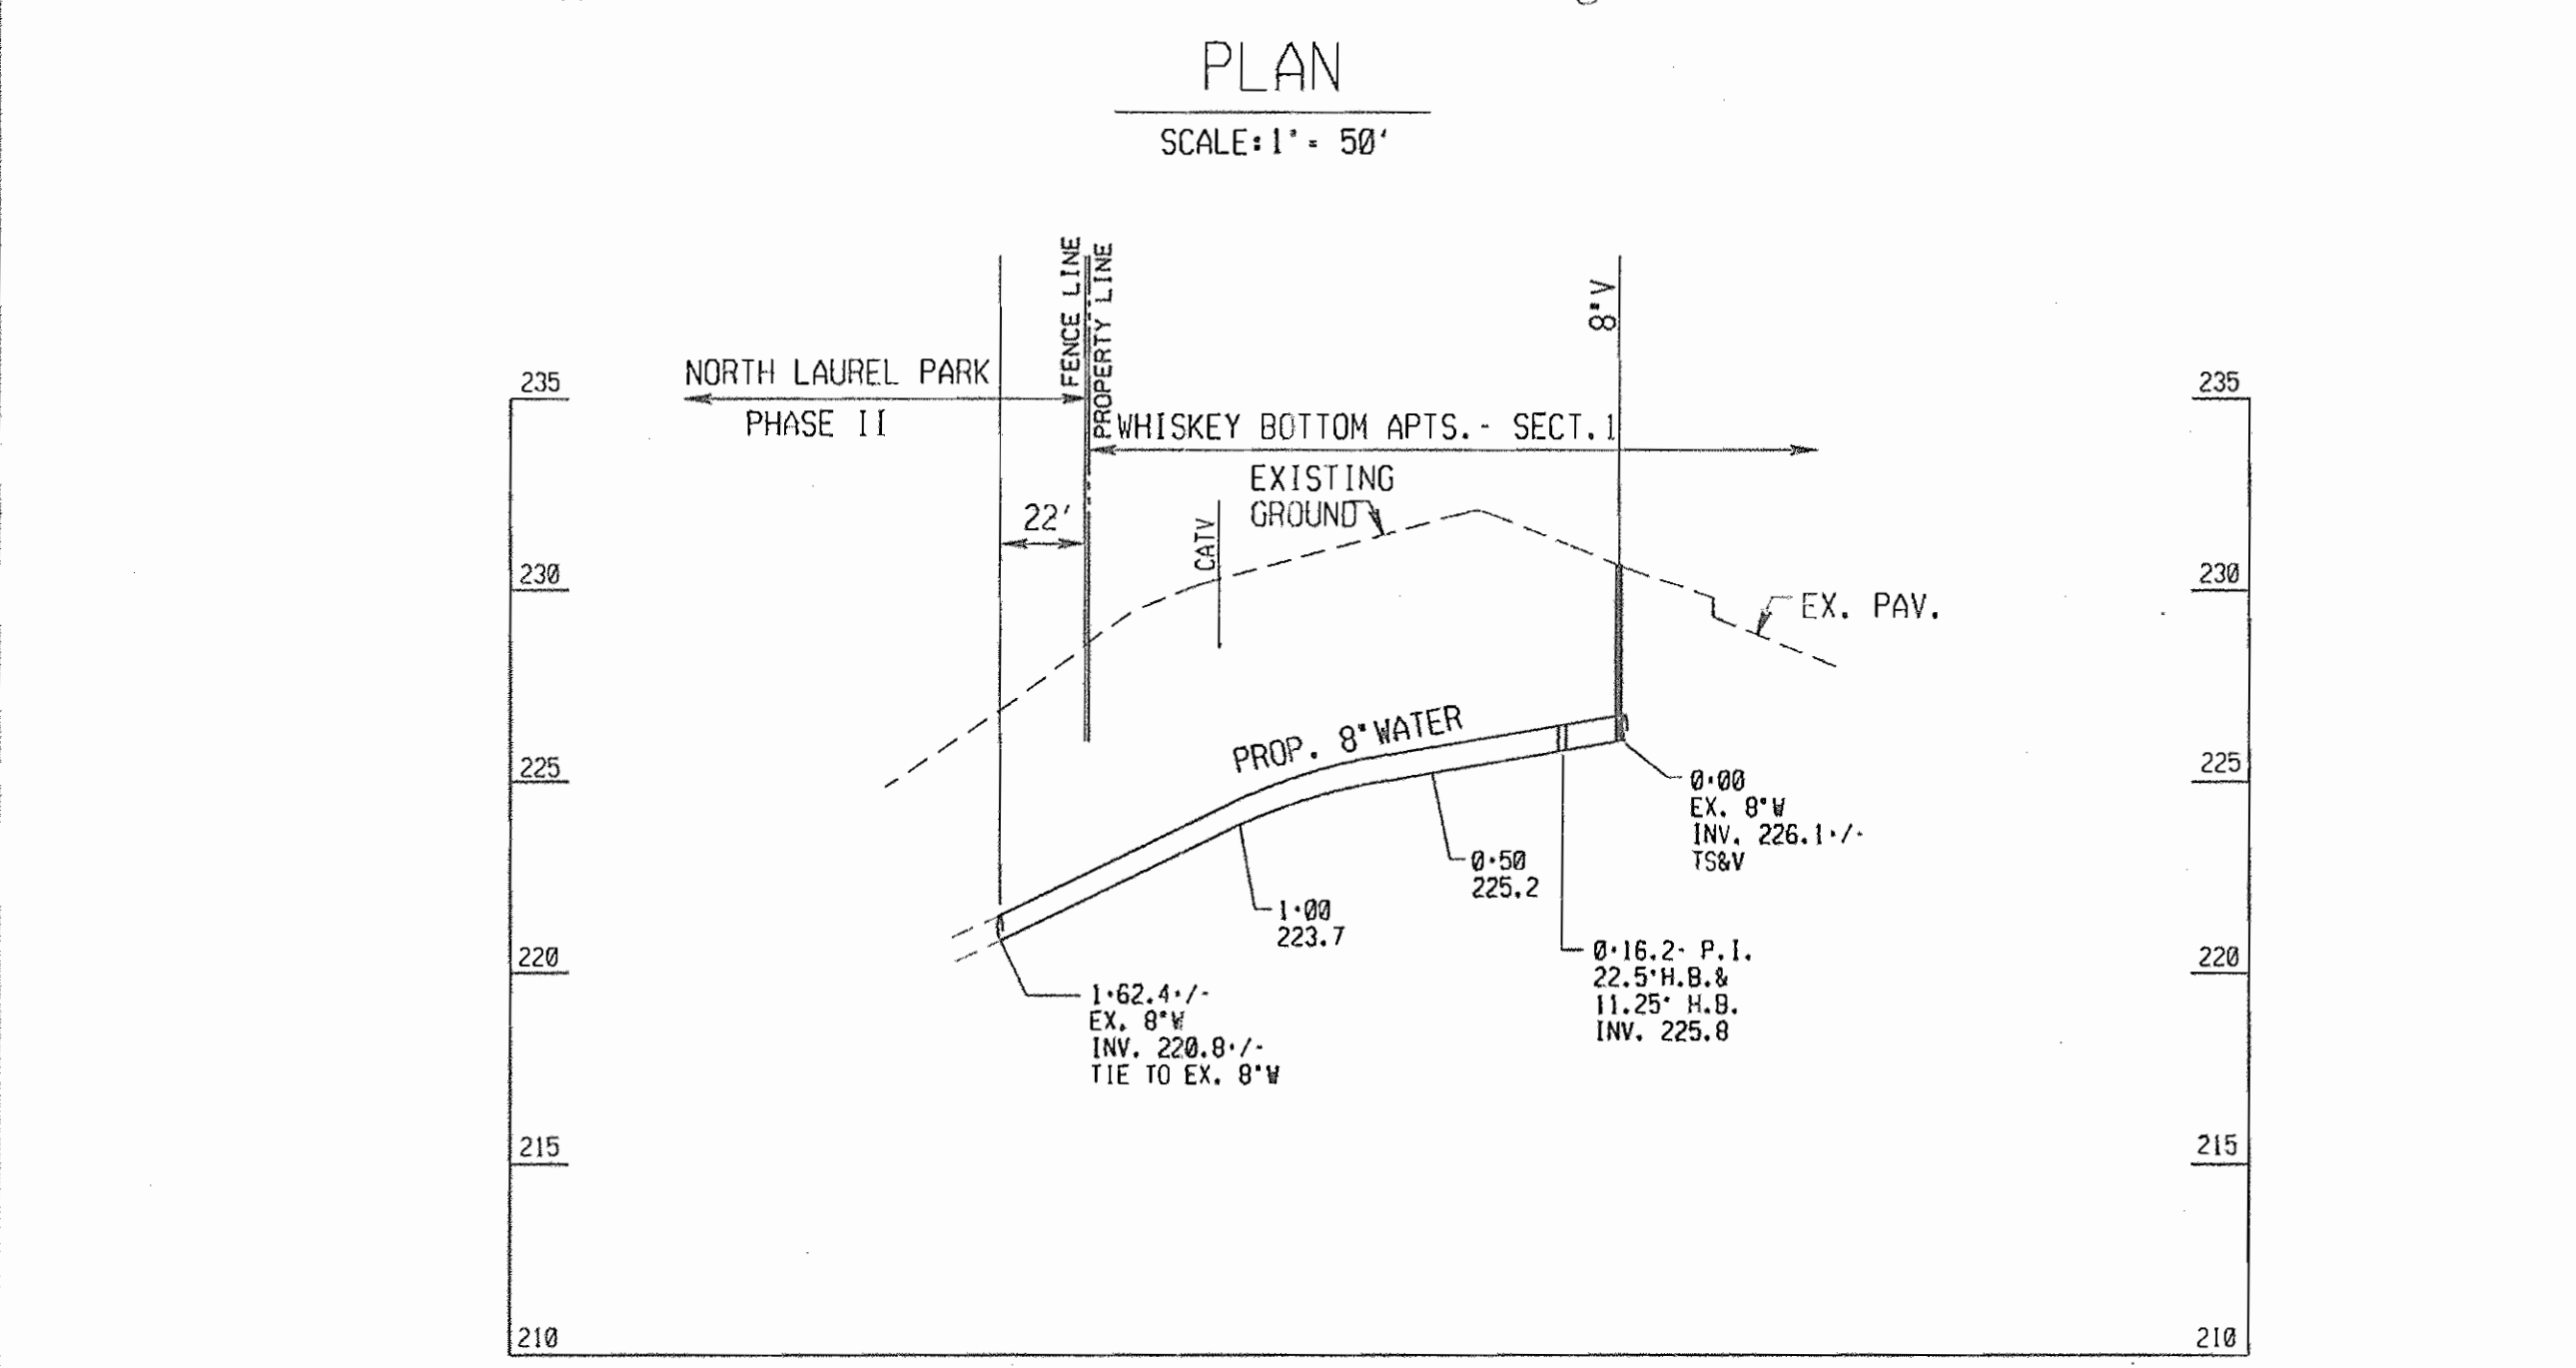 PLAN
SCALE: 1" = 50'
FENCE LINE
PROPERTY LINE
8"V
NORTH LAUREL PARK
PHASE II
WHISKEY BOTTOM APTS.- SECT.1
EXISTING
GROUND
22'
CATV
EX. PAV.
PROP. 8" WATER
235
230
225
220
215
210
235
230
225
220
215
210
0+00
EX. 8"W
INV. 226.1+/-
TS&V
0+50
225.2
1+00
223.7
0+16.2- P.I.
22.5°H.B.&
11.25° H.B.
INV. 225.8
1+62.4+/-
EX. 8"W
INV. 220.8+/-
TIE TO EX. 8"W